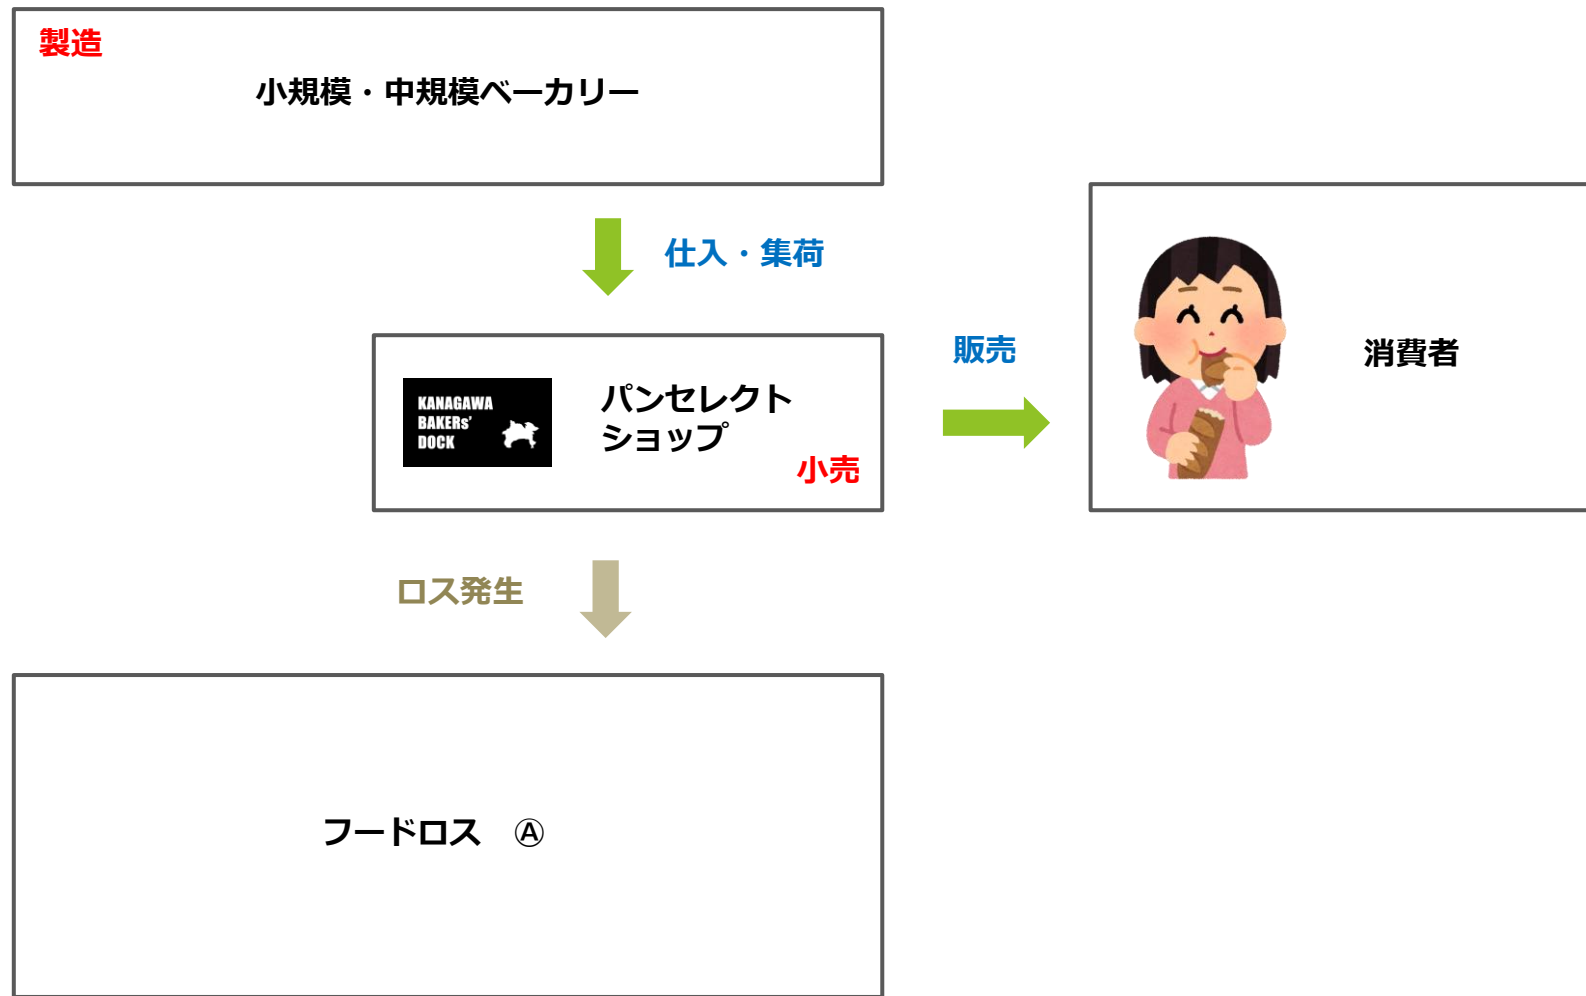 製造
小規模・中規模ベーカリー
仕入・集荷
KANAGAWA
BAKERs'
DOCK
パンセレクト
ショップ
小売
販売
消費者
ロス発生
フードロス　Ⓐ